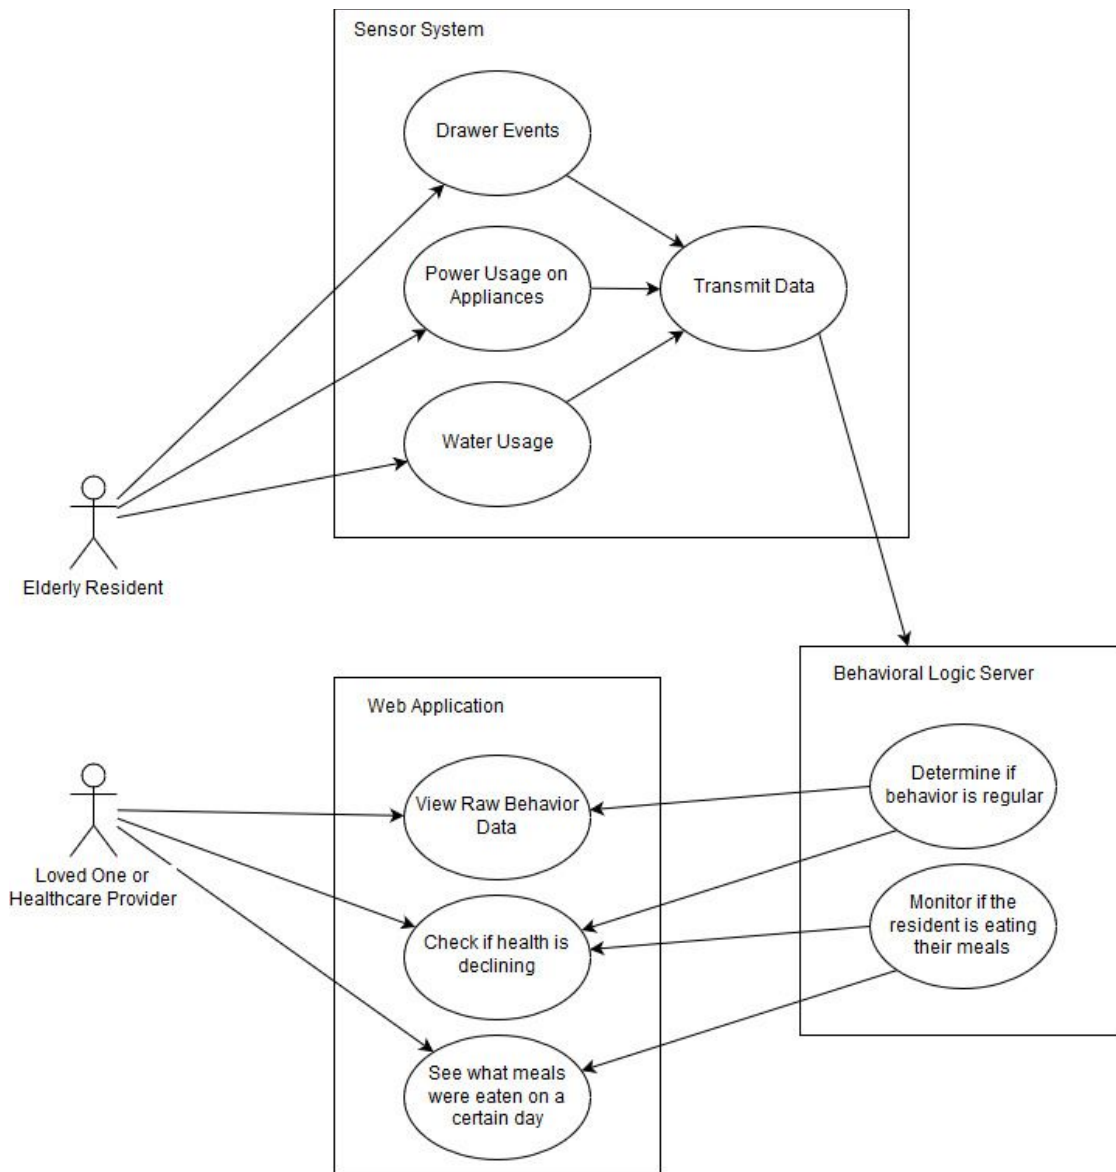 Sensor System
Drawer Events
Power Usage on
Appliances
Transmit Data
Water Usage
Elderly Resident
Behavioral Logic Server
Web Application
Determine if
behavior is regular
View Raw Behavior
Data
Loved One or
Healthcare Provider
Monitor if the
resident is eating
their meals
Check if health is
declining
See what meals
were eaten on a
certain day